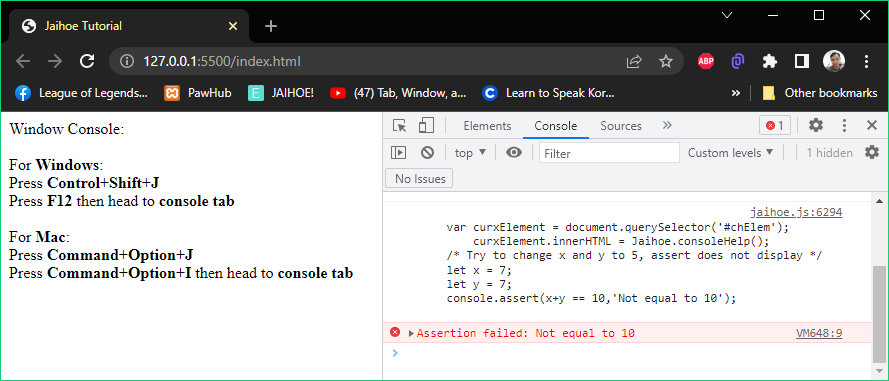 Jaihoe Tutorial
127.0.0.1:5500/index.html
ABP
League of Legends...
PawHub
JAIHOE!
(47) Tab, Window, a...
Learn to Speak Kor...
»
Other bookmarks
Window Console:
For Windows:
Press Control+Shift+J
Press F12 then head to console tab
For Mac:
Press Command+Option+J
Press Command+Option+I then head to console tab
Elements
Console
Sources
»
1
top
Filter
Custom levels
1 hidden
No Issues
jaihoe.js:6294
var curxElement = document.querySelector('#chElem');
curxElement.innerHTML = Jaihoe.consoleHelp();
/* Try to change x and y to 5, assert does not display */
let x = 7;
let y = 7;
console.assert(x+y == 10,'Not equal to 10');
Assertion failed: Not equal to 10
VM648:9
>